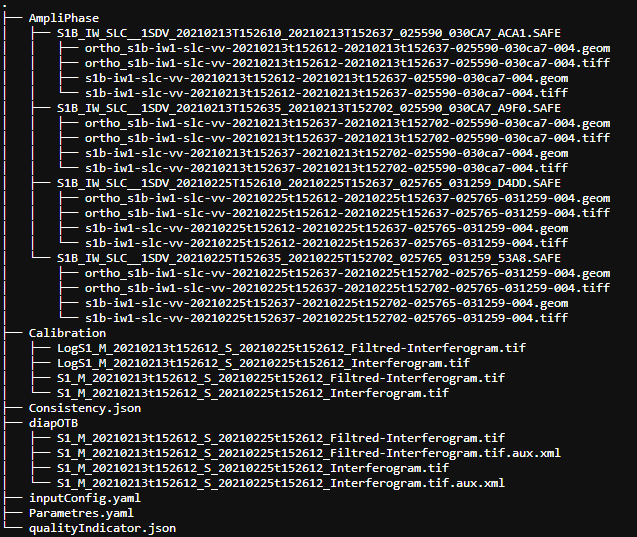 .
├── AmpliPhase
│   ├── S1B_IW_SLC__1SDV_20210213T152610_20210213T152637_025590_030CA7_ACA1.SAFE
│   │   ├── ortho_s1b-iw1-slc-vv-20210213t152612-20210213t152637-025590-030ca7-004.geom
│   │   ├── ortho_s1b-iw1-slc-vv-20210213t152612-20210213t152637-025590-030ca7-004.tiff
│   │   ├── s1b-iw1-slc-vv-20210213t152612-20210213t152637-025590-030ca7-004.geom
│   │   └── s1b-iw1-slc-vv-20210213t152612-20210213t152637-025590-030ca7-004.tiff
│   ├── S1B_IW_SLC__1SDV_20210213T152635_20210213T152702_025590_030CA7_A9F0.SAFE
│   │   ├── ortho_s1b-iw1-slc-vv-20210213t152637-20210213t152702-025590-030ca7-004.geom
│   │   ├── ortho_s1b-iw1-slc-vv-20210213t152637-20210213t152702-025590-030ca7-004.tiff
│   │   ├── s1b-iw1-slc-vv-20210213t152637-20210213t152702-025590-030ca7-004.geom
│   │   └── s1b-iw1-slc-vv-20210213t152637-20210213t152702-025590-030ca7-004.tiff
│   ├── S1B_IW_SLC__1SDV_20210225T152610_20210225T152637_025765_031259_D4DD.SAFE
│   │   ├── ortho_s1b-iw1-slc-vv-20210225t152612-20210225t152637-025765-031259-004.geom
│   │   ├── ortho_s1b-iw1-slc-vv-20210225t152612-20210225t152637-025765-031259-004.tiff
│   │   ├── s1b-iw1-slc-vv-20210225t152612-20210225t152637-025765-031259-004.geom
│   │   └── s1b-iw1-slc-vv-20210225t152612-20210225t152637-025765-031259-004.tiff
│   └── S1B_IW_SLC__1SDV_20210225T152635_20210225T152702_025765_031259_53A8.SAFE
│       ├── ortho_s1b-iw1-slc-vv-20210225t152637-20210225t152702-025765-031259-004.geom
│       ├── ortho_s1b-iw1-slc-vv-20210225t152637-20210225t152702-025765-031259-004.tiff
│       ├── s1b-iw1-slc-vv-20210225t152637-20210225t152702-025765-031259-004.geom
│       └── s1b-iw1-slc-vv-20210225t152637-20210225t152702-025765-031259-004.tiff
├── Calibration
│   ├── LogS1_M_20210213t152612_S_20210225t152612_Filtred-Interferogram.tif
│   ├── LogS1_M_20210213t152612_S_20210225t152612_Interferogram.tif
│   ├── S1_M_20210213t152612_S_20210225t152612_Filtred-Interferogram.tif
│   └── S1_M_20210213t152612_S_20210225t152612_Interferogram.tif
├── Consistency.json
├── diapOTB
│   ├── S1_M_20210213t152612_S_20210225t152612_Filtred-Interferogram.tif
│   ├── S1_M_20210213t152612_S_20210225t152612_Filtred-Interferogram.tif.aux.xml
│   ├── S1_M_20210213t152612_S_20210225t152612_Interferogram.tif
│   └── S1_M_20210213t152612_S_20210225t152612_Interferogram.tif.aux.xml
├── inputConfig.yaml
├── Parametres.yaml
└── qualityIndicator.json